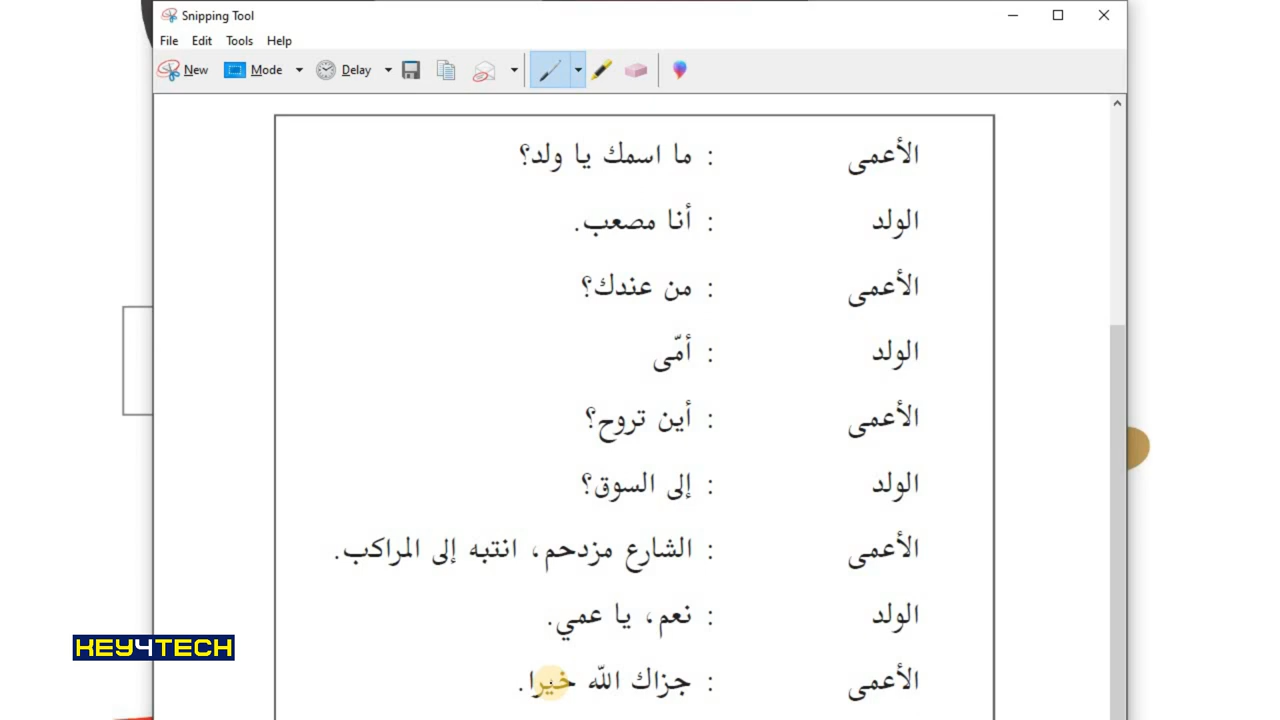 Snipping Tool
File Edit Tools Help
New Mode Delay
الأعمى : ما اسمك يا ولد؟
الولد : أنا مصعب.
الأعمى : من عندك؟
الولد : أمّى
الأعمى : أين تروح؟
الولد : إلى السوق؟
الأعمى : الشارع مزدحم، انتبه إلى المراكب.
الولد : نعم، يا عمي.
الأعمى : جزاك اللّه خيرا.
KEY4TECH